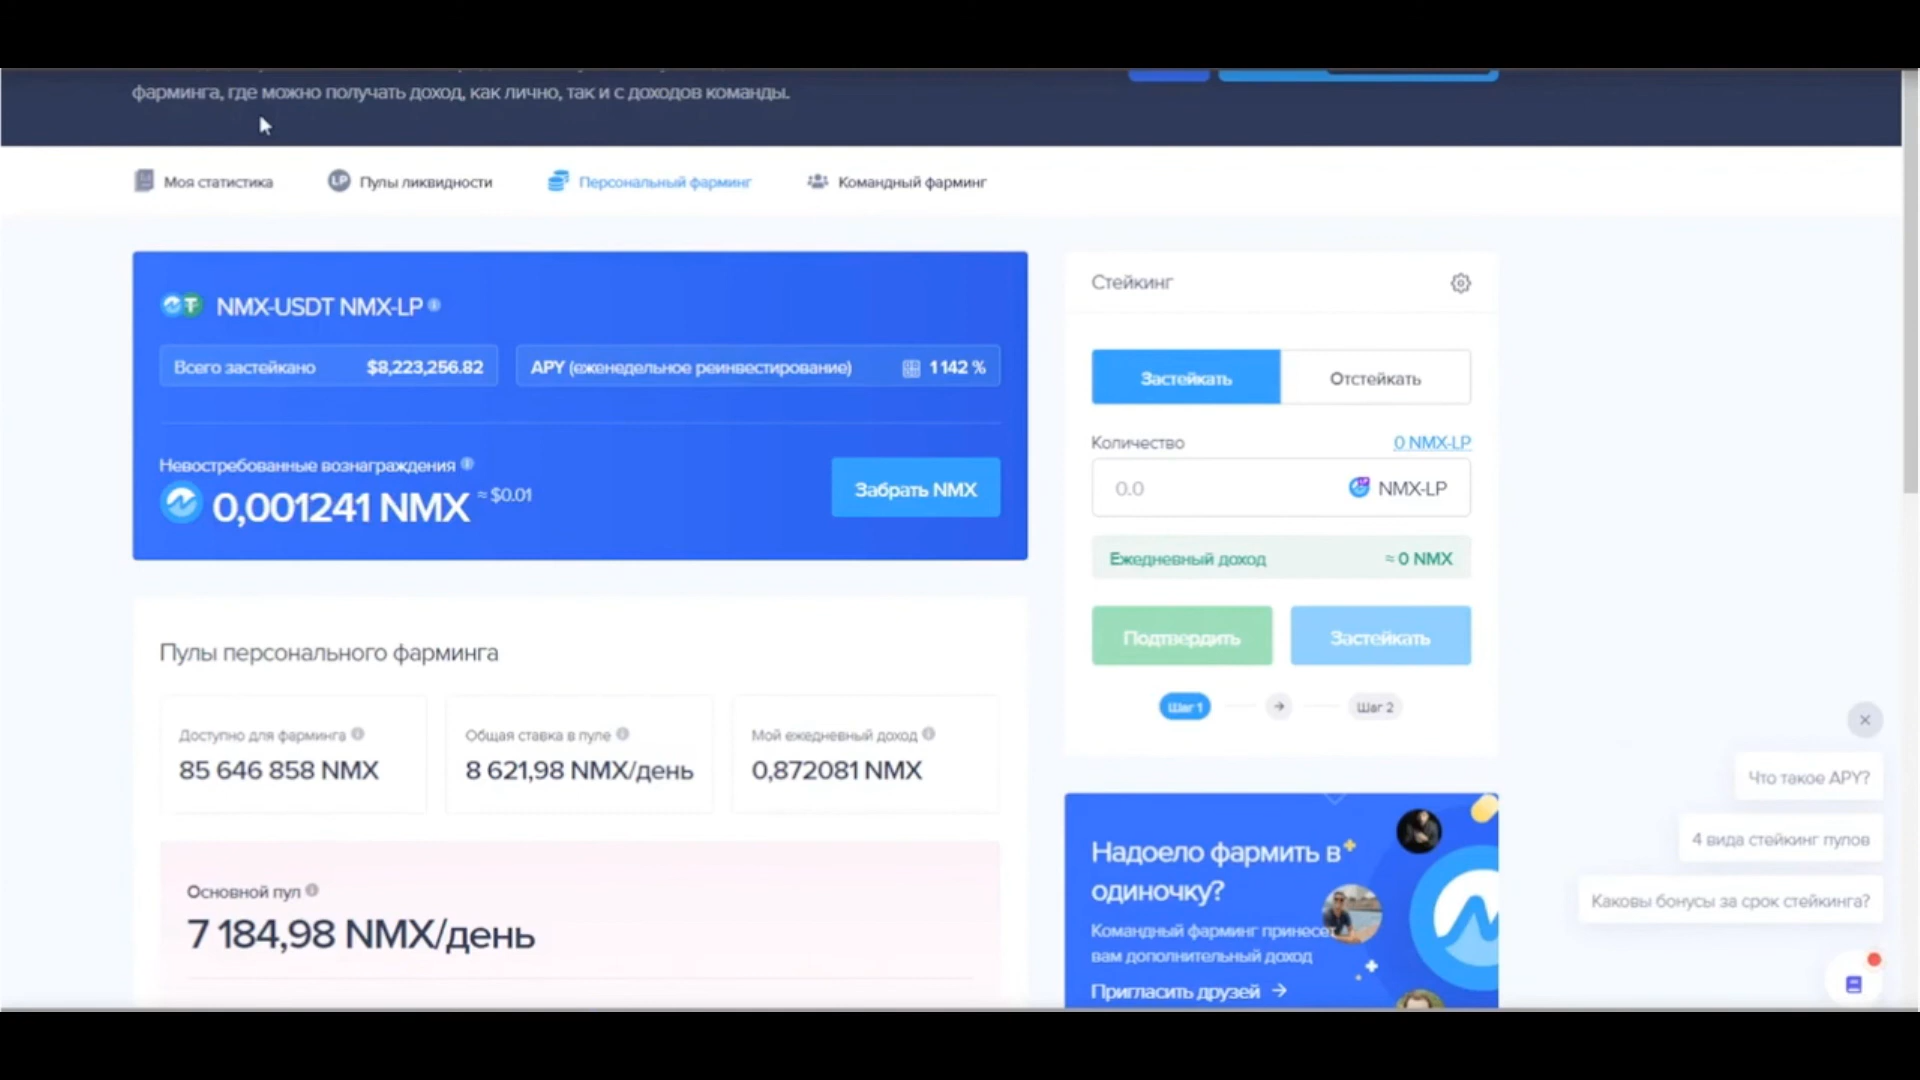 фарминга, где можно получать доход, как лично, так и с доходов команды.
Моя статистика
LP Пулы ликвидности
Персональный фарминг
Командный фарминг
NMX-USDT NMX-LP
Всего застейкано $8,223,256.82
APY (еженедельное реинвестирование) 1 142 %
Невостребованные вознаграждения
0,001241 NMX ≈ $0.01
Забрать NMX
Стейкинг
Застейкать
Отстейкать
Количество 0 NMX-LP
0.0 NMX-LP
Ежедневный доход ≈ 0 NMX
Подтвердить
Застейкать
Шаг 1
Шаг 2
Пулы персонального фарминга
Доступно для фарминга
85 646 858 NMX
Общая ставка в пуле
8 621,98 NMX/день
Мой ежедневный доход
0,872081 NMX
Основной пул
7 184,98 NMX/день
Надоело фармить в
одиночку?
Командный фарминг принесет
вам дополнительный доход
Пригласить друзей →
Что такое APY?
4 вида стейкинг пулов
Каковы бонусы за срок стейкинга?